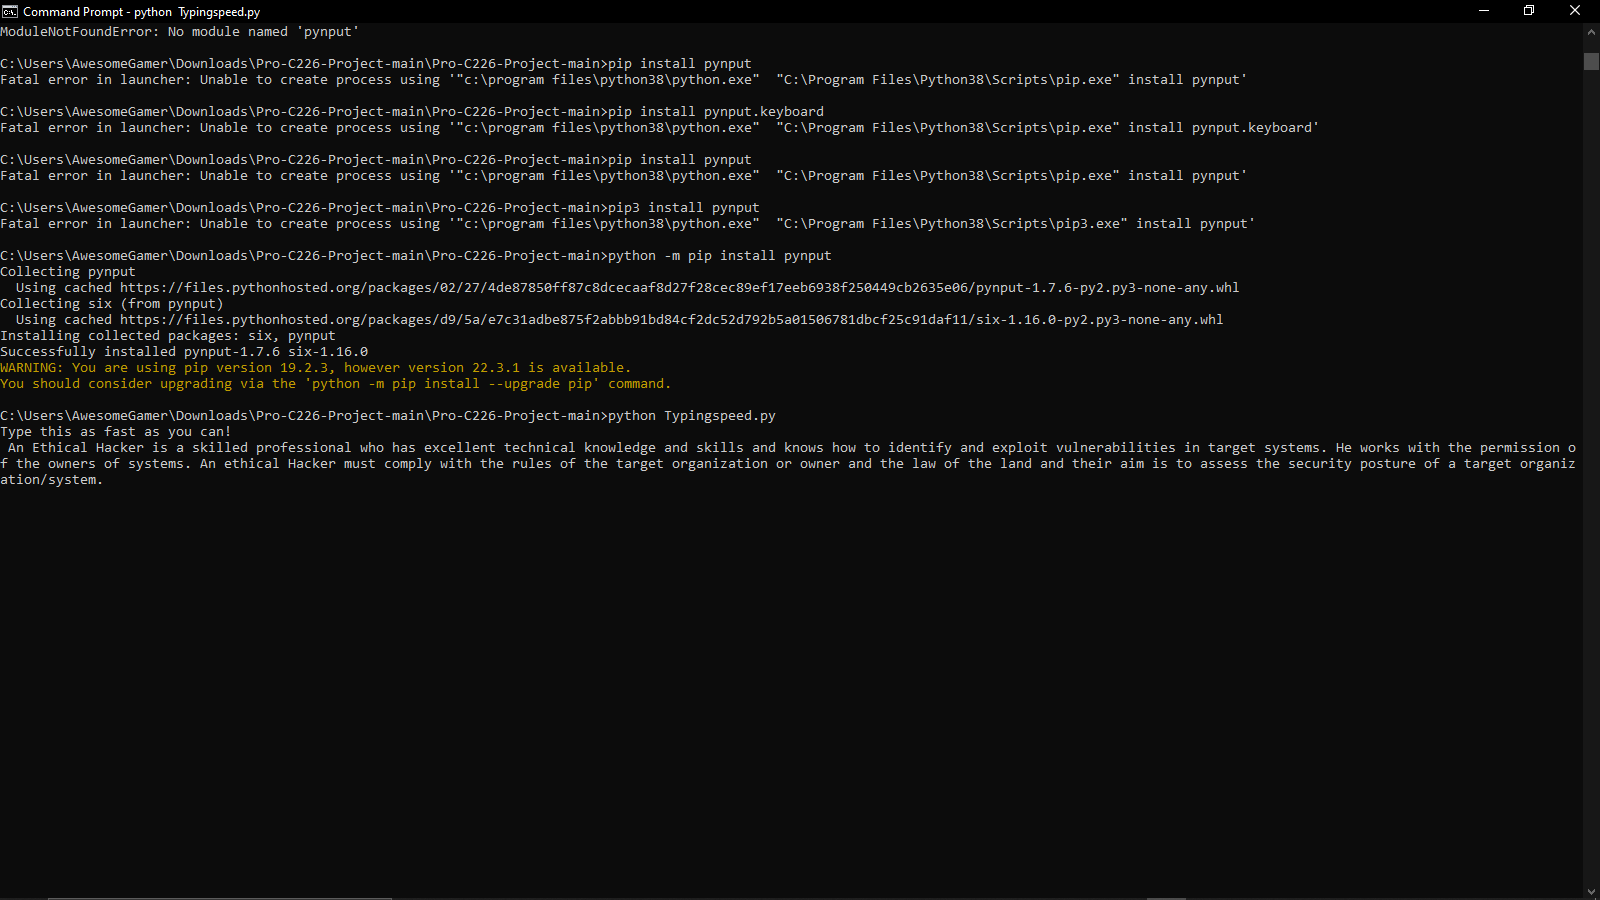 Command Prompt - python  Typingspeed.py
ModuleNotFoundError: No module named 'pynput'
C:\Users\AwesomeGamer\Downloads\Pro-C226-Project-main\Pro-C226-Project-main>pip install pynput
Fatal error in launcher: Unable to create process using '"c:\program files\python38\python.exe"  "C:\Program Files\Python38\Scripts\pip.exe" install pynput'
C:\Users\AwesomeGamer\Downloads\Pro-C226-Project-main\Pro-C226-Project-main>pip install pynput.keyboard
Fatal error in launcher: Unable to create process using '"c:\program files\python38\python.exe"  "C:\Program Files\Python38\Scripts\pip.exe" install pynput.keyboard'
C:\Users\AwesomeGamer\Downloads\Pro-C226-Project-main\Pro-C226-Project-main>pip install pynput
Fatal error in launcher: Unable to create process using '"c:\program files\python38\python.exe"  "C:\Program Files\Python38\Scripts\pip.exe" install pynput'
C:\Users\AwesomeGamer\Downloads\Pro-C226-Project-main\Pro-C226-Project-main>pip3 install pynput
Fatal error in launcher: Unable to create process using '"c:\program files\python38\python.exe"  "C:\Program Files\Python38\Scripts\pip3.exe" install pynput'
C:\Users\AwesomeGamer\Downloads\Pro-C226-Project-main\Pro-C226-Project-main>python -m pip install pynput
Collecting pynput
  Using cached https://files.pythonhosted.org/packages/02/27/4de87850ff87c8dcecaaf8d27f28cec89ef17eeb6938f250449cb2635e06/pynput-1.7.6-py2.py3-none-any.whl
Collecting six (from pynput)
  Using cached https://files.pythonhosted.org/packages/d9/5a/e7c31adbe875f2abbb91bd84cf2dc52d792b5a01506781dbcf25c91daf11/six-1.16.0-py2.py3-none-any.whl
Installing collected packages: six, pynput
Successfully installed pynput-1.7.6 six-1.16.0
WARNING: You are using pip version 19.2.3, however version 22.3.1 is available.
You should consider upgrading via the 'python -m pip install --upgrade pip' command.
C:\Users\AwesomeGamer\Downloads\Pro-C226-Project-main\Pro-C226-Project-main>python Typingspeed.py
Type this as fast as you can!
 An Ethical Hacker is a skilled professional who has excellent technical knowledge and skills and knows how to identify and exploit vulnerabilities in target systems. He works with the permission o
f the owners of systems. An ethical Hacker must comply with the rules of the target organization or owner and the law of the land and their aim is to assess the security posture of a target organiz
ation/system.